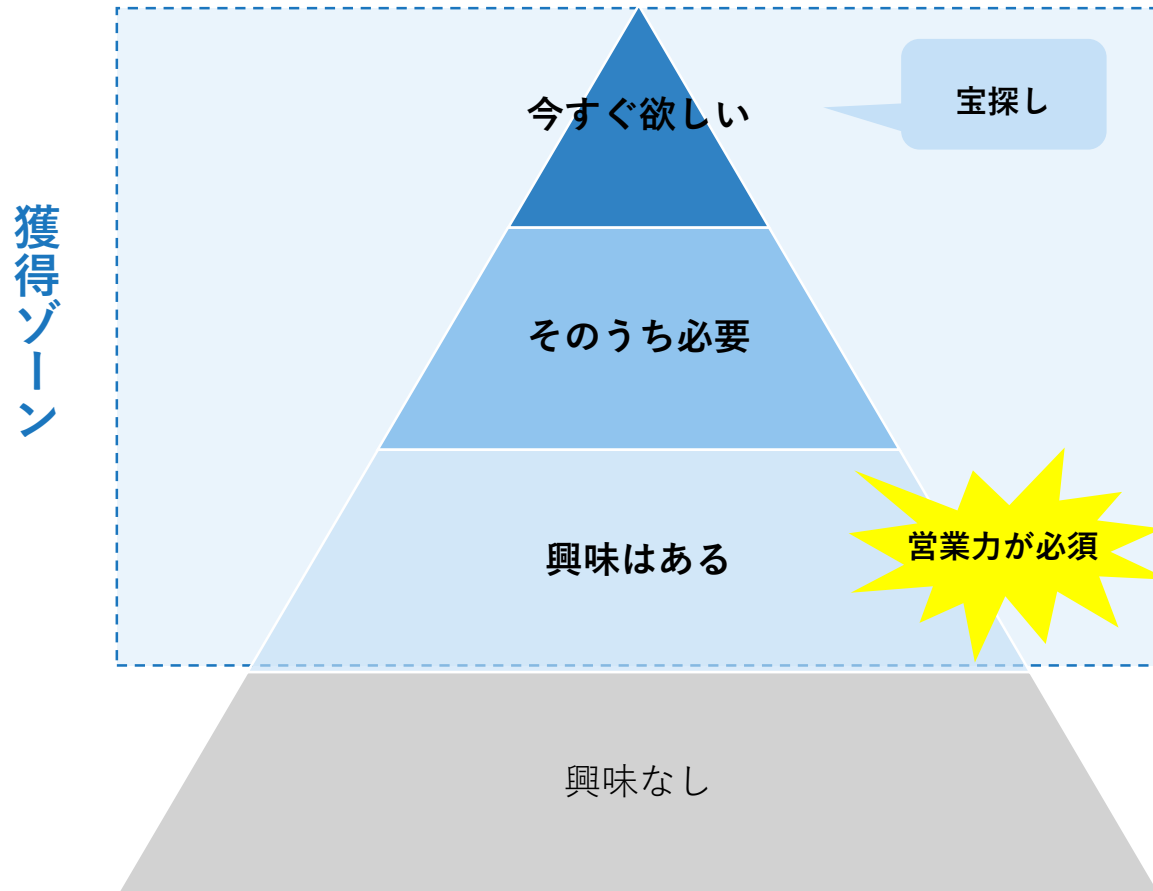 獲得ゾーン
今すぐ欲しい
宝探し
そのうち必要
興味はある
営業力が必須
興味なし